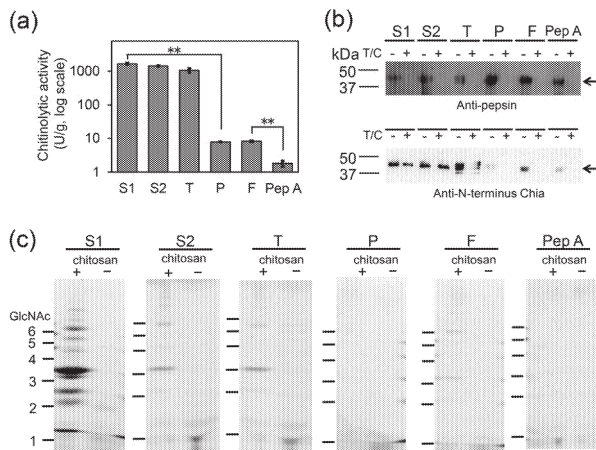 (a)
**
**
Chitinolytic activity
(U/g, log scale)
1000
100
10
1
S1 S2 T P F Pep A
(b)
S1 S2 T P F Pep A
kDa T/C - + - + - + - + - + - +
50
37
Anti-pepsin
T/C - + - + - + - + - + - +
50
37
Anti-N-terminus Chia
(c)
S1 S2 T P F Pep A
chitosan chitosan chitosan chitosan chitosan chitosan
+ − + − + − + − + − + −
GlcNAc
6
5
4
3
2
1